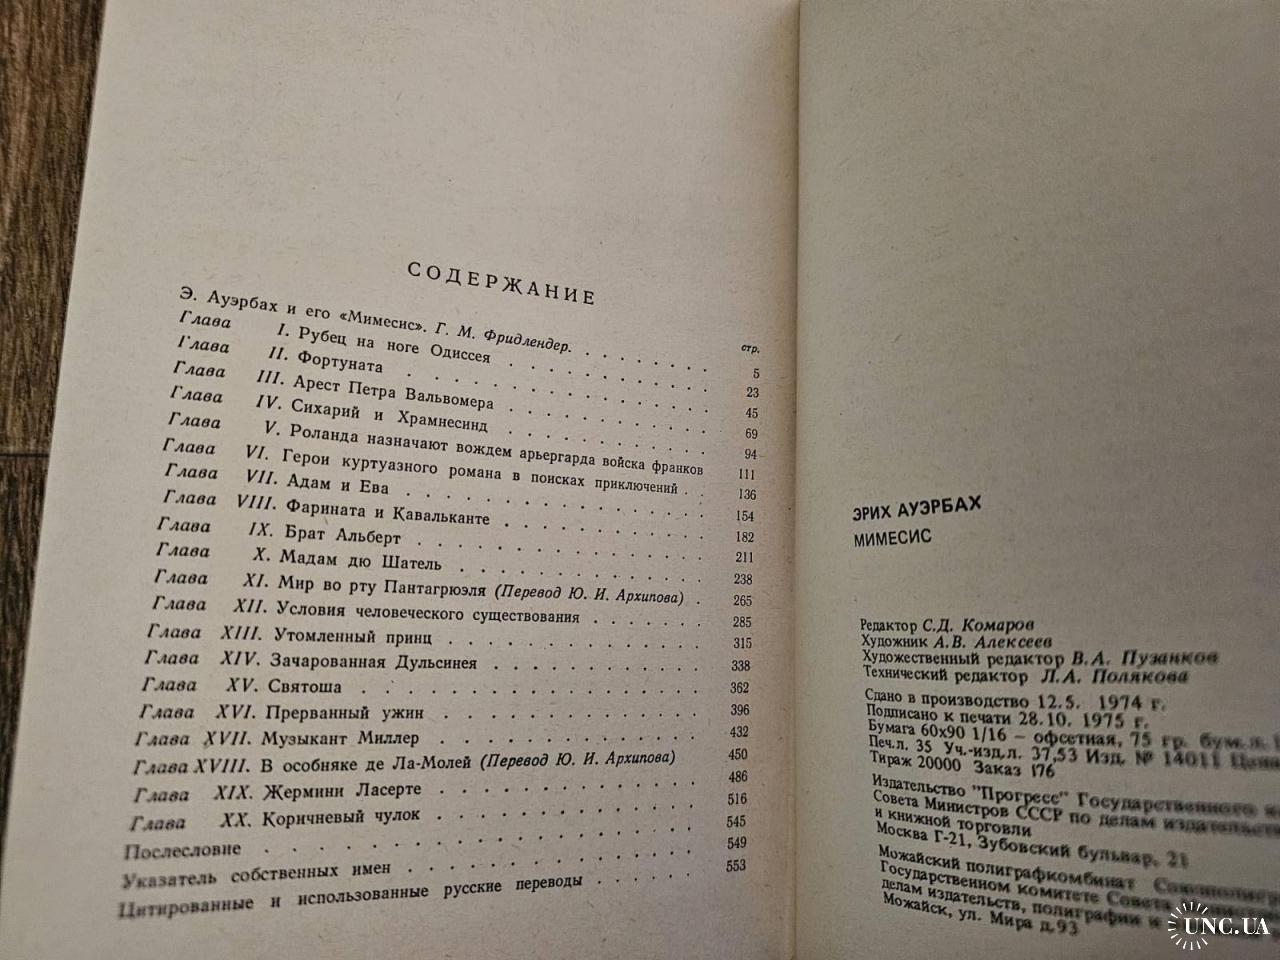 СОДЕРЖАНИЕ
стр.
Э. Ауэрбах и его «Мимесис». Г. М. Фридлендер. . . . . . . . 5
Глава I. Рубец на ноге Одиссея . . . . . . . . . . . 23
Глава II. Фортуната . . . . . . . . . . . . . . . 45
Глава III. Арест Петра Вальвомера . . . . . . . . . . 69
Глава IV. Сихарий и Храмнесинд . . . . . . . . . . . 94
Глава V. Роланда назначают вождем арьергарда войска франков 111
Глава VI. Герои куртуазного романа в поисках приключений . . 136
Глава VII. Адам и Ева . . . . . . . . . . . . . . . 154
Глава VIII. Фарината и Кавальканте . . . . . . . . . . 182
Глава IX. Брат Альберт . . . . . . . . . . . . . . 211
Глава X. Мадам дю Шатель . . . . . . . . . . . . . 238
Глава XI. Мир во рту Пантагрюэля (Перевод Ю. И. Архипова) . 265
Глава XII. Условия человеческого существования . . . . . . . 285
Глава XIII. Утомленный принц . . . . . . . . . . . . . 315
Глава XIV. Зачарованная Дульсинея . . . . . . . . . . . 338
Глава XV. Святоша . . . . . . . . . . . . . . . . . 362
Глава XVI. Прерванный ужин . . . . . . . . . . . . . 396
Глава XVII. Музыкант Миллер . . . . . . . . . . . . . 432
Глава XVIII. В особняке де Ла-Молей (Перевод Ю. И. Архипова) 450
Глава XIX. Жермини Ласерте . . . . . . . . . . . . . 486
Глава XX. Коричневый чулок . . . . . . . . . . . . . 516
Послесловие . . . . . . . . . . . . . . . . . . . . 545
Указатель собственных имен . . . . . . . . . . . . . . 549
Цитированные и использованные русские переводы . . . . . . 553
ЭРИХ АУЭРБАХ
МИМЕСИС
Редактор С.Д. Комаров
Художник А.В. Алексеев
Художественный редактор В.А. Пузанков
Технический редактор Л.А. Полякова
Сдано в производство 12.5. 1974 г.
Подписано к печати 28.10. 1975 г.
Бумага 60х90 1/16 – офсетная, 75 гр. бум.л.
Печ.л. 35 Уч.-изд.л. 37,53 Изд. № 14011 Цена
Тираж 20000 Заказ 176
Издательство "Прогресс" Государственного
Совета Министров СССР по делам издательств
и книжной торговли
Москва Г-21, Зубовский бульвар, 21
Можайский полиграфкомбинат
Государственном комитете Совета
делам издательств, полиграфии и
Можайск, ул. Мира д.93
UNC.UA